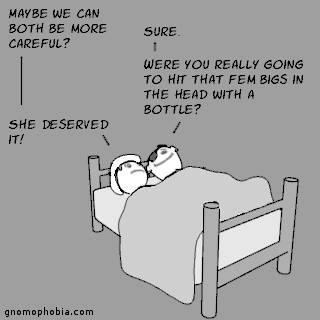 MAYBE WE CAN
BOTH BE MORE
CAREFUL?
SURE.
WERE YOU REALLY GOING
TO HIT THAT FEM BIGS IN
THE HEAD WITH A
BOTTLE?
SHE DESERVED
IT!
gnomophobia.com